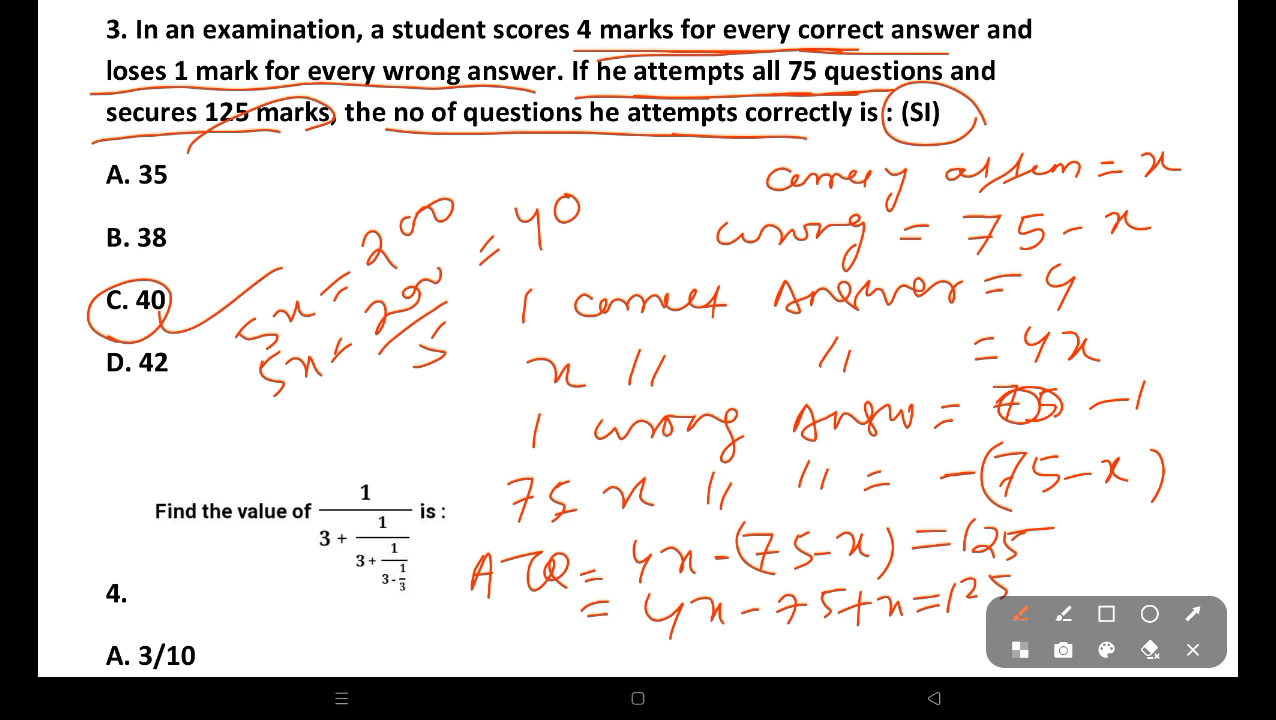 3. In an examination, a student scores 4 marks for every correct answer and
loses 1 mark for every wrong answer. If he attempts all 75 questions and
secures 125 marks, the no of questions he attempts correctly is : (SI)
A. 35
B. 38
C. 40
D. 42
= x
wrong = 75 - x
1 correct Answer = 4
x // // = 4x
1 wrong Answ = -1
75 x // // = -(75-x)
ATQ = 4x - (75-x) = 125
= 4x - 75 + x = 125
5x = 200
5x = 200/5 = 40
Find the value of 1/(3 + 1/(3 + 1/(3 - 1/3))) is :
4.
A. 3/10